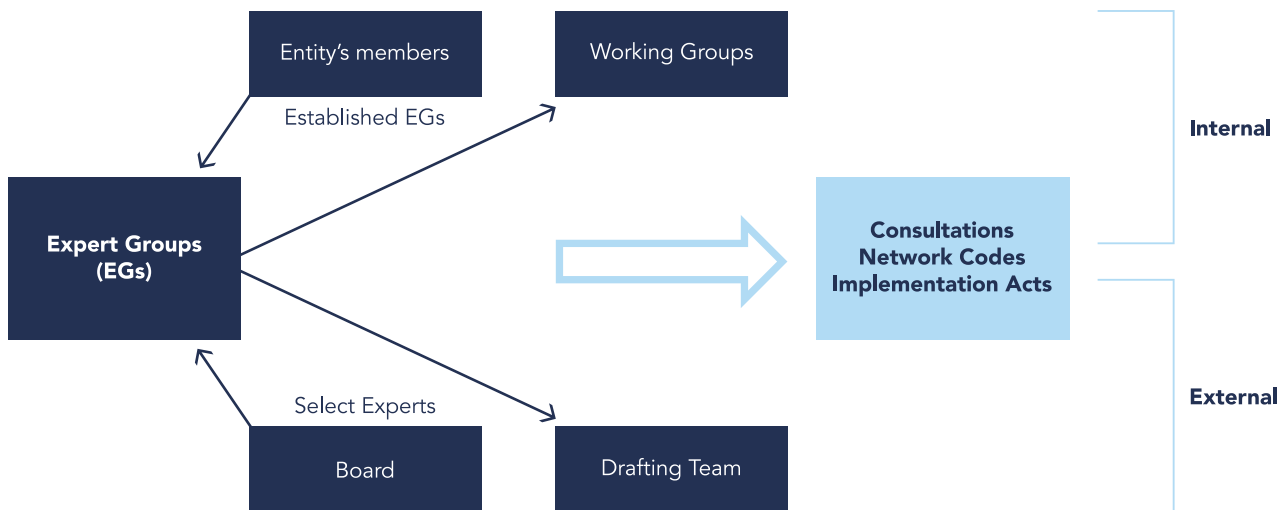 Entity’s members
Working Groups
Established EGs
Internal
Expert Groups
(EGs)
Consultations
Network Codes
Implementation Acts
Select Experts
External
Board
Drafting Team